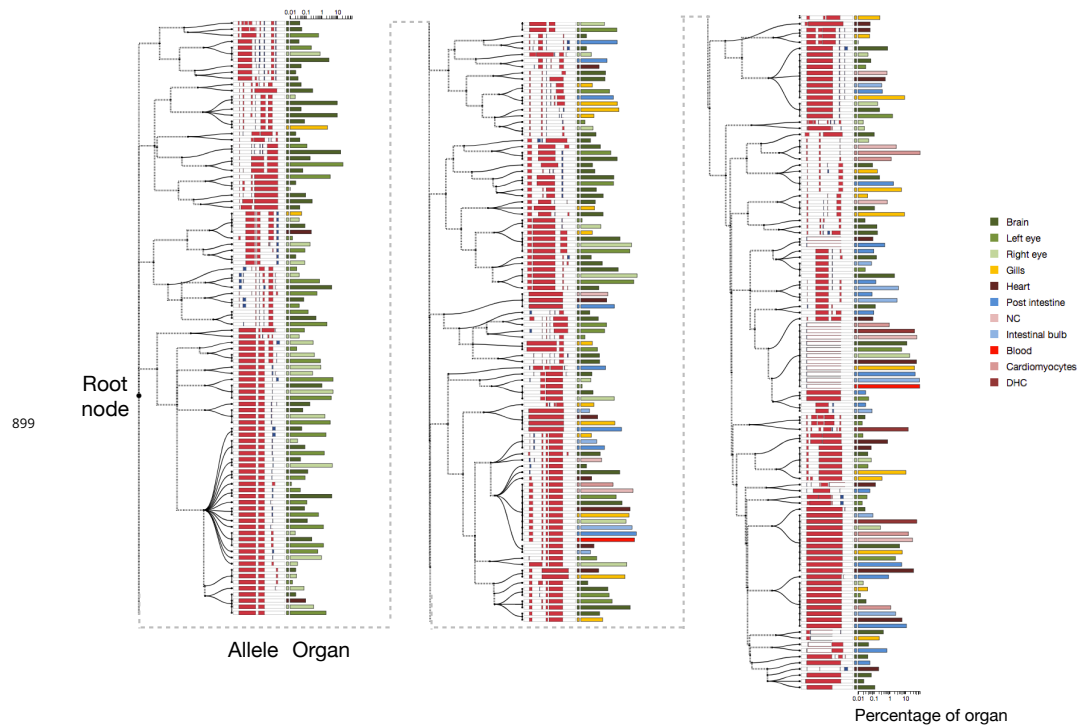 0.01 0.1 1 10
Root
node
899
Allele Organ
Brain
Left eye
Right eye
Gills
Heart
Post intestine
NC
Intestinal bulb
Blood
Cardiomyocytes
DHC
0.01 0.1 1 10
Percentage of organ